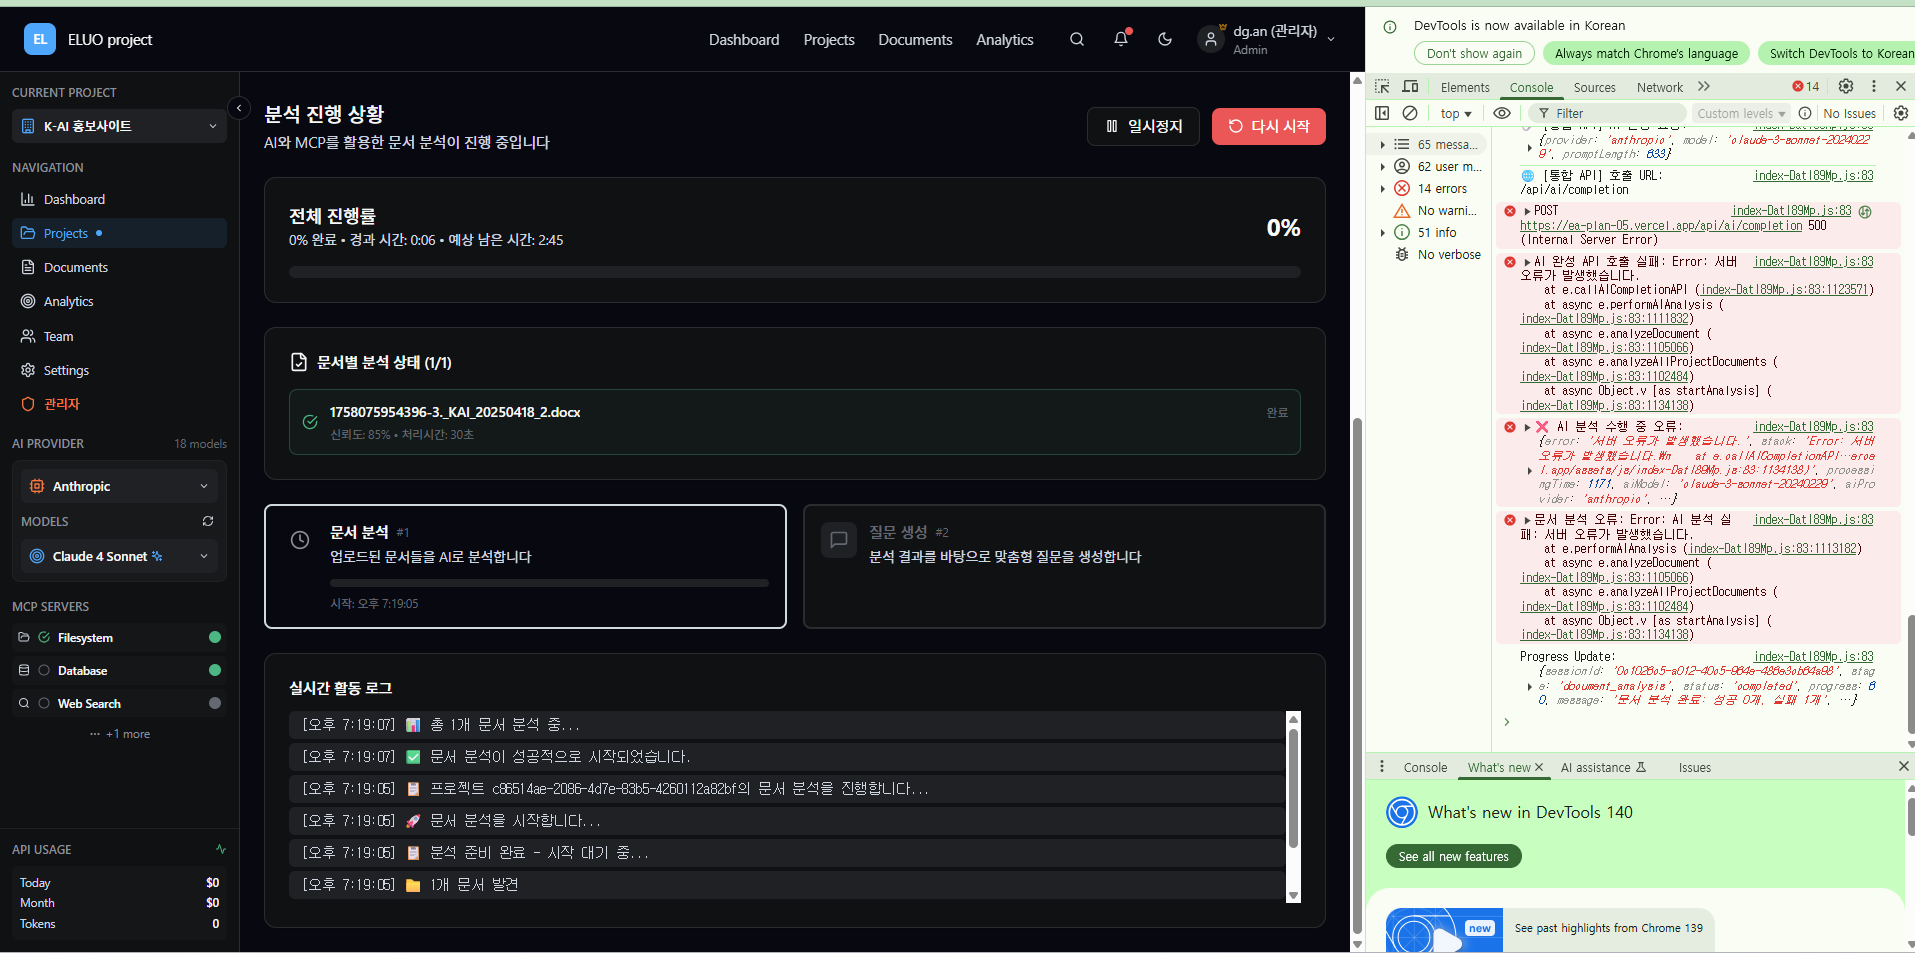 EL ELUO project
Dashboard Projects Documents Analytics
dg.an (관리자)
Admin
CURRENT PROJECT
K-AI 홍보사이트
NAVIGATION
Dashboard
Projects
Documents
Analytics
Team
Settings
관리자
AI PROVIDER 18 models
Anthropic
MODELS
Claude 4 Sonnet
MCP SERVERS
Filesystem
Database
Web Search
··· +1 more
API USAGE
Today $0
Month $0
Tokens 0
분석 진행 상황
AI와 MCP를 활용한 문서 분석이 진행 중입니다
일시정지
다시 시작
전체 진행률
0% 완료 • 경과 시간: 0:06 • 예상 남은 시간: 2:45
0%
문서별 분석 상태 (1/1)
1758075954396-3._KAI_20250418_2.docx
완료
신뢰도: 85% • 처리시간: 30초
문서 분석 #1
업로드된 문서들을 AI로 분석합니다
시작: 오후 7:19:05
질문 생성 #2
분석 결과를 바탕으로 맞춤형 질문을 생성합니다
실시간 활동 로그
[오후 7:19:07] 📊 총 1개 문서 분석 중...
[오후 7:19:07] ✅ 문서 분석이 성공적으로 시작되었습니다.
[오후 7:19:05] 📋 프로젝트 c86514ae-2086-4d7e-83b5-4260112a82bf의 문서 분석을 진행합니다...
[오후 7:19:05] 🚀 문서 분석을 시작합니다...
[오후 7:19:05] 📋 분석 준비 완료 - 시작 대기 중...
[오후 7:19:05] 📁 1개 문서 발견
DevTools is now available in Korean
Don't show again
Always match Chrome's language
Switch DevTools to Korean
Elements Console Sources Network
14
top
Filter
Custom levels
No Issues
65 messa...
62 user m...
14 errors
No warni...
51 info
No verbose
{provider: 'anthropic', model: 'claude-3-sonnet-2024022
9', promptLength: 633}
🌐 [통합 API] 호출 URL: index-DatI89Mp.js:83
/api/ai/completion
POST index-DatI89Mp.js:83
https://ea-plan-05.vercel.app/api/ai/completion 500
(Internal Server Error)
AI 완성 API 호출 실패: Error: 서버 index-DatI89Mp.js:83
오류가 발생했습니다.
at e.callAICompletionAPI (index-DatI89Mp.js:83:1123571)
at async e.performAIAnalysis (
index-DatI89Mp.js:83:1111832)
at async e.analyzeDocument (
index-DatI89Mp.js:83:1105066)
at async e.analyzeAllProjectDocuments (
index-DatI89Mp.js:83:1102484)
at async Object.v [as startAnalysis] (
index-DatI89Mp.js:83:1134138)
❌ AI 분석 수행 중 오류: index-DatI89Mp.js:83
{error: '서버 오류가 발생했습니다.', stack: 'Error: 서버
오류가 발생했습니다.\n    at e.callAICompletionAPI…erce
l.app/assets/js/index-DatI89Mp.js:83:1134138)', processi
ngTime: 1171, aiModel: 'claude-3-sonnet-20240229', aiPro
vider: 'anthropic', …}
문서 분석 오류: Error: AI 분석 실 index-DatI89Mp.js:83
패: 서버 오류가 발생했습니다.
at e.performAIAnalysis (index-DatI89Mp.js:83:1113182)
at async e.analyzeDocument (
index-DatI89Mp.js:83:1105066)
at async e.analyzeAllProjectDocuments (
index-DatI89Mp.js:83:1102484)
at async Object.v [as startAnalysis] (
index-DatI89Mp.js:83:1134138)
Progress Update: index-DatI89Mp.js:83
e: 'document_analysis', status: 'completed', progress: 6
0, message: '문서 분석 완료: 성공 0개, 실패 1개', …}
Console What's new AI assistance Issues
What's new in DevTools 140
See all new features
new
See past highlights from Chrome 139